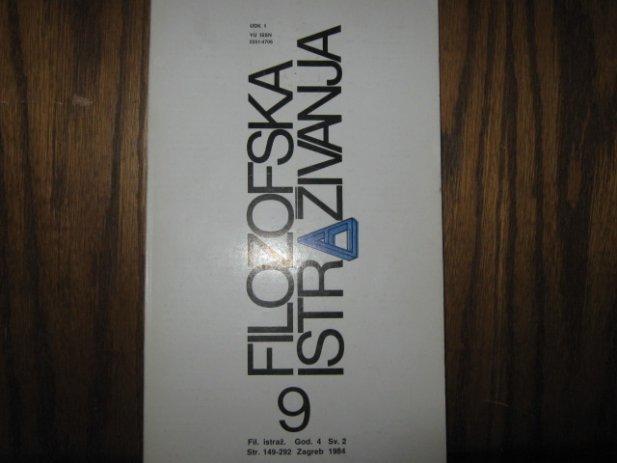 UDK 1
YU ISSN
0351-4706
FILOZOFSKA
ISTRAŽIVANJA
9
Fil. istraž. God. 4 Sv. 2
Str. 149-292 Zagreb 1984